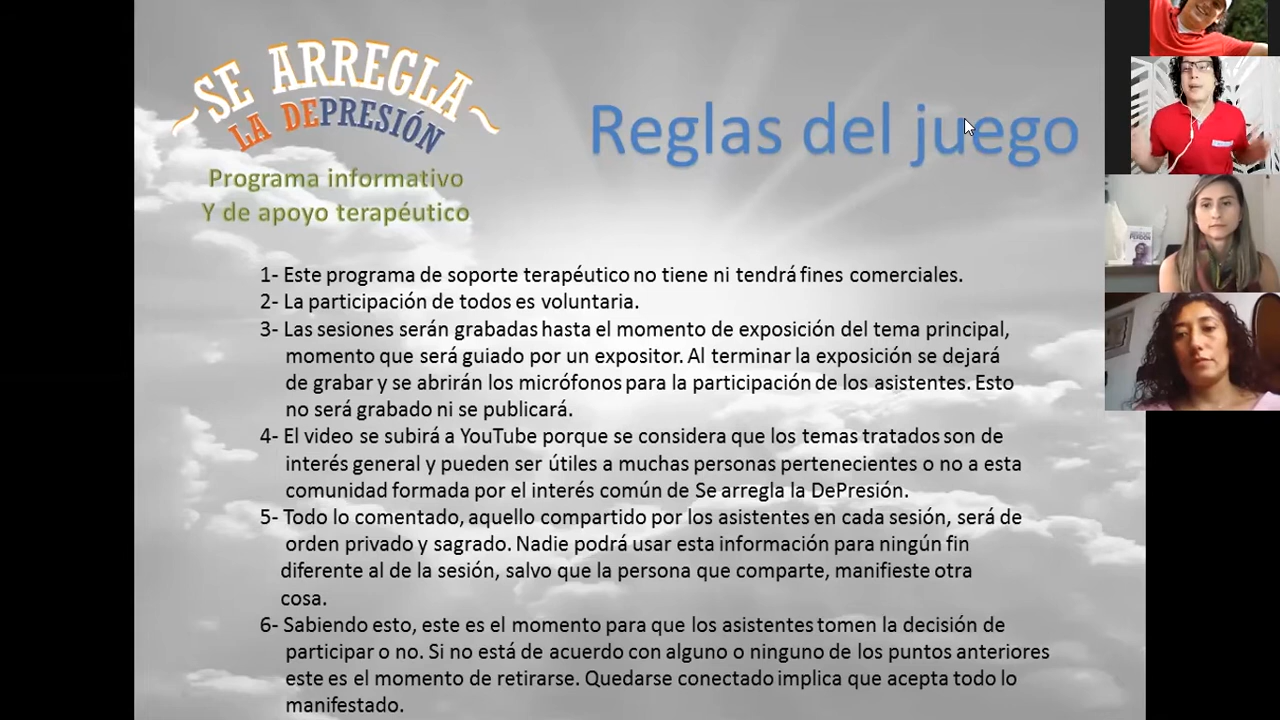 SE ARREGLA
LA DEPRESIÓN
Reglas del juego
Programa informativo
Y de apoyo terapéutico
1- Este programa de soporte terapéutico no tiene ni tendrá fines comerciales.
2- La participación de todos es voluntaria.
3- Las sesiones serán grabadas hasta el momento de exposición del tema principal,
momento que será guiado por un expositor. Al terminar la exposición se dejará
de grabar y se abrirán los micrófonos para la participación de los asistentes. Esto
no será grabado ni se publicará.
4- El video se subirá a YouTube porque se considera que los temas tratados son de
interés general y pueden ser útiles a muchas personas pertenecientes o no a esta
comunidad formada por el interés común de Se arregla la DePresión.
5- Todo lo comentado, aquello compartido por los asistentes en cada sesión, será de
orden privado y sagrado. Nadie podrá usar esta información para ningún fin
diferente al de la sesión, salvo que la persona que comparte, manifieste otra
cosa.
6- Sabiendo esto, este es el momento para que los asistentes tomen la decisión de
participar o no. Si no está de acuerdo con alguno o ninguno de los puntos anteriores
este es el momento de retirarse. Quedarse conectado implica que acepta todo lo
manifestado.
PERDÓN